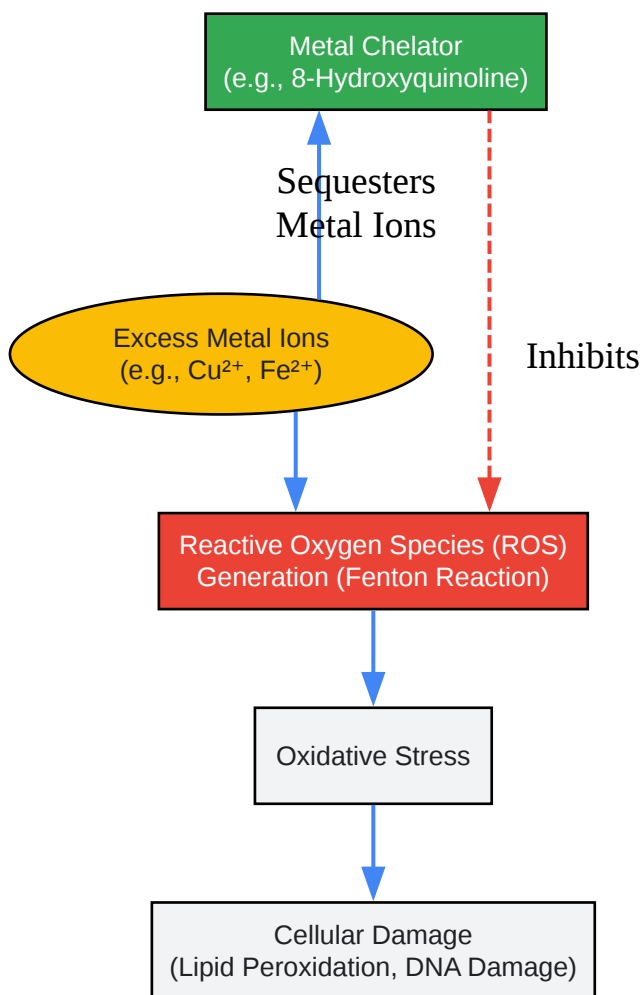 Metal Chelator
(e.g., 8-Hydroxyquinoline)
Sequesters
Metal Ions
Excess Metal Ions
(e.g., Cu²⁺, Fe²⁺)
Inhibits
Reactive Oxygen Species (ROS)
Generation (Fenton Reaction)
Oxidative Stress
Cellular Damage
(Lipid Peroxidation, DNA Damage)